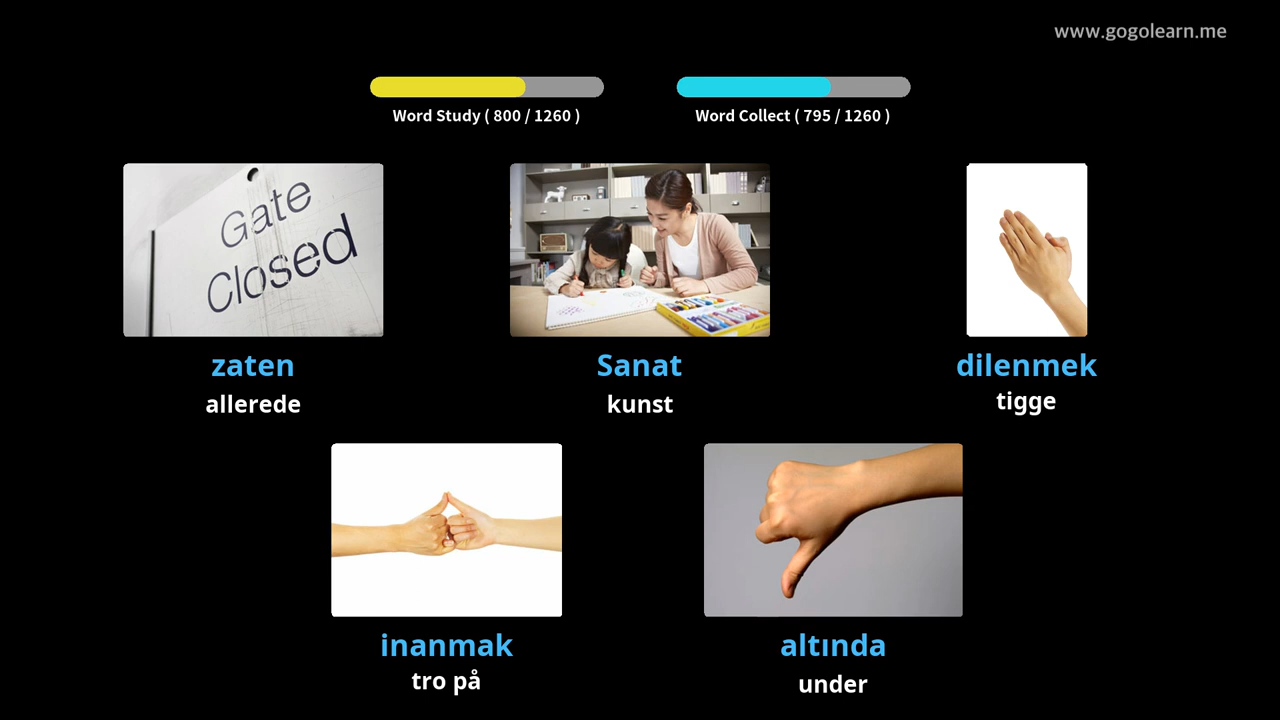 www.gogolearn.me
Word Study ( 800 / 1260 )
Word Collect ( 795 / 1260 )
Gate
Closed
zaten
allerede
Sanat
kunst
dilenmek
tigge
inanmak
tro på
altında
under